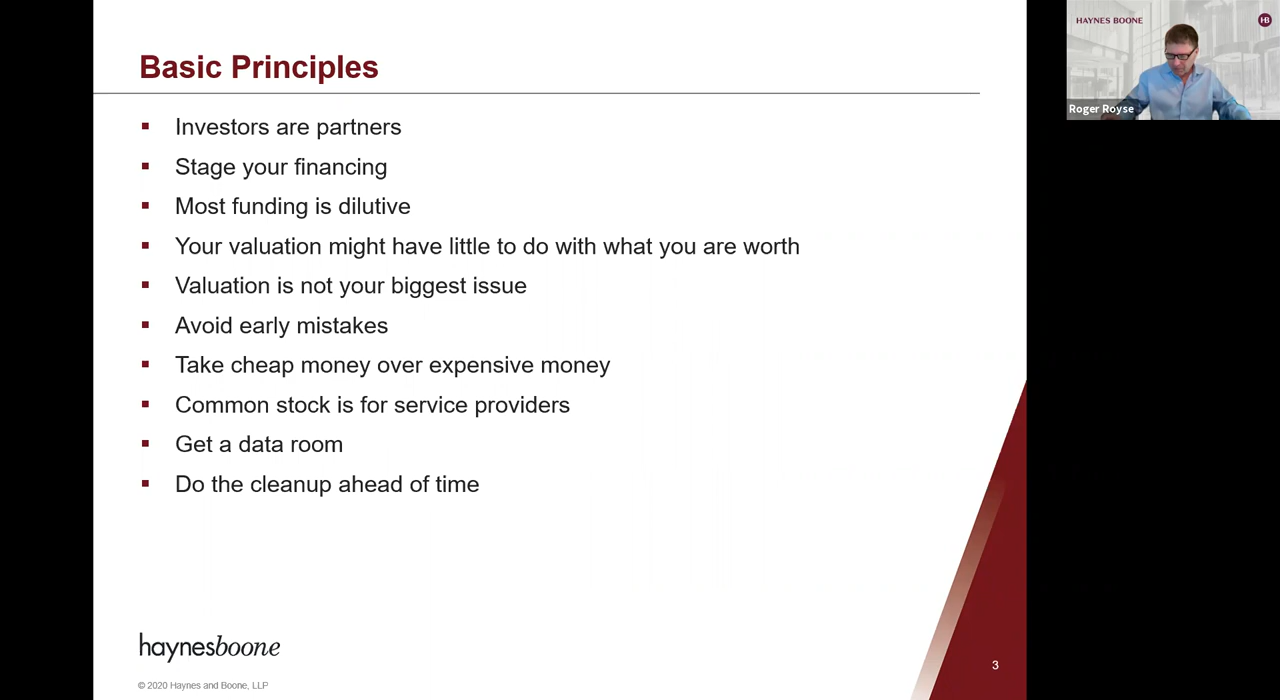 Basic Principles
Investors are partners
Stage your financing
Most funding is dilutive
Your valuation might have little to do with what you are worth
Valuation is not your biggest issue
Avoid early mistakes
Take cheap money over expensive money
Common stock is for service providers
Get a data room
Do the cleanup ahead of time
haynesboone
© 2020 Haynes and Boone, LLP
3
HAYNES BOONE
HB
Roger Royse